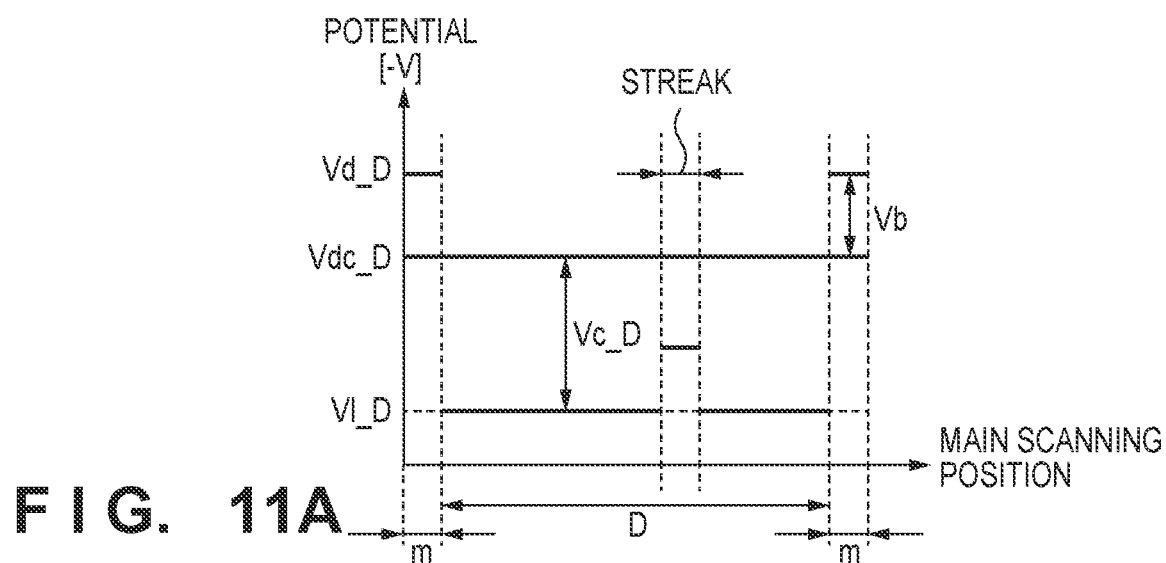 POTENTIAL
[-V]
STREAK
Vd_D
Vb
Vdc_D
Vc_D
Vl_D
MAIN SCANNING
POSITION
FIG. 11A
D
m
m